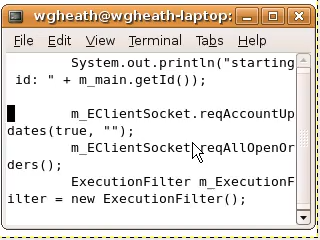 wgheath@wgheath-laptop:
File Edit View Terminal Tabs Help
System.out.println("starting
id: " + m_main.getId());
m_EClientSocket.reqAccountUp
dates(true, "");
m_EClientSocket.reqAllOpenOr
ders();
ExecutionFilter m_ExecutionF
ilter = new ExecutionFilter();